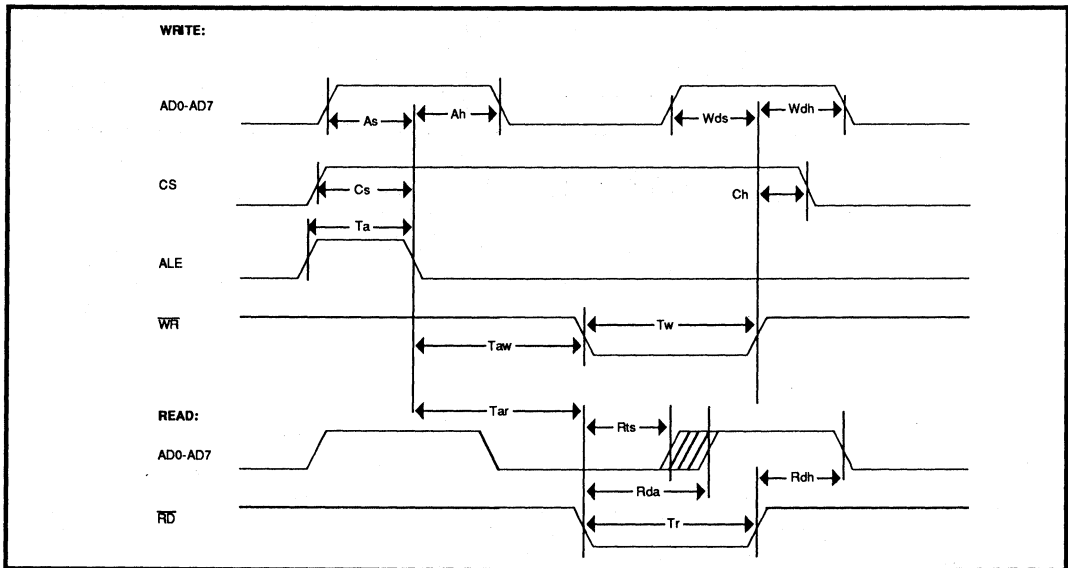 WRITE:
AD0-AD7
As
Ah
Wds
Wdh
CS
Cs
Ch
Ta
ALE
WR
Tw
Taw
Tar
READ:
Rts
AD0-AD7
Rdh
Rda
RD
Tr